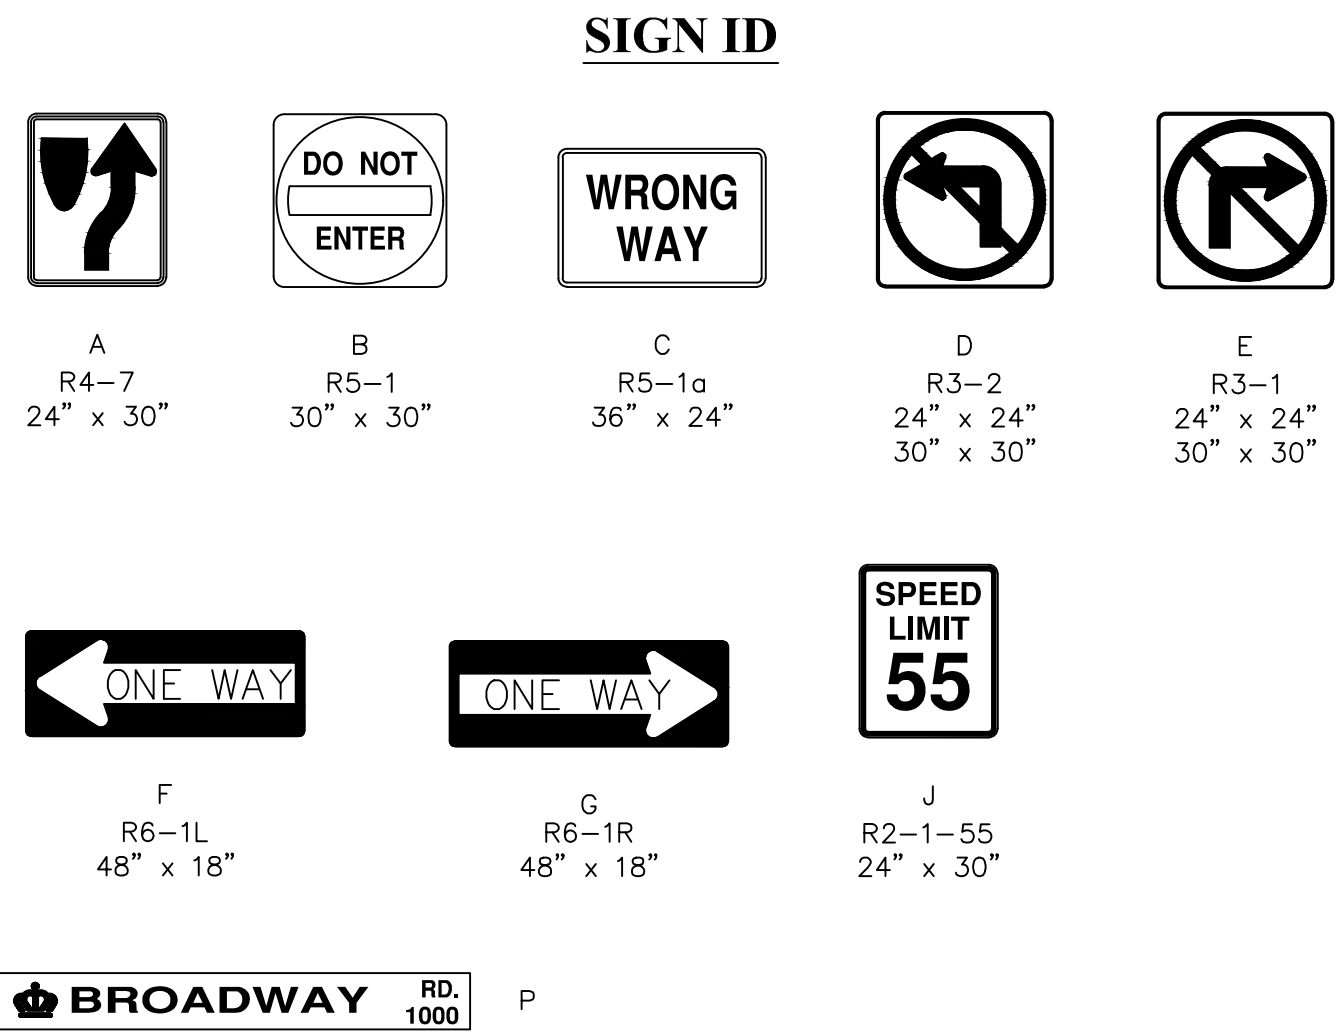 SIGN ID
DO NOT
ENTER
WRONG
WAY
A
R4-7
24" x 30"
B
R5-1
30" x 30"
C
R5-1a
36" x 24"
D
R3-2
24" x 24"
30" x 30"
E
R3-1
24" x 24"
30" x 30"
ONE WAY
ONE WAY
SPEED
LIMIT
55
F
R6-1L
48" x 18"
G
R6-1R
48" x 18"
J
R2-1-55
24" x 30"
BROADWAY
RD.
1000
P